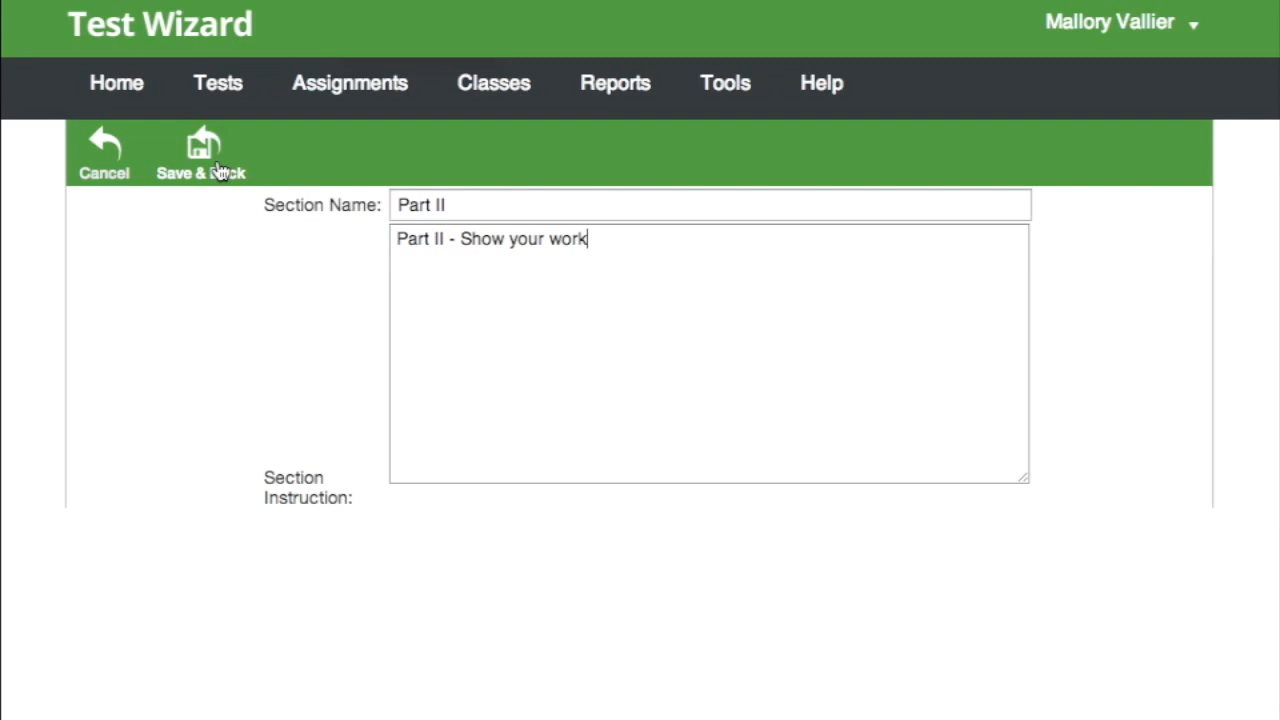 Test Wizard
Mallory Vallier
Home Tests Assignments Classes Reports Tools Help
Cancel Save & Back
Section Name: Part II
Part II - Show your work
Section
Instruction: